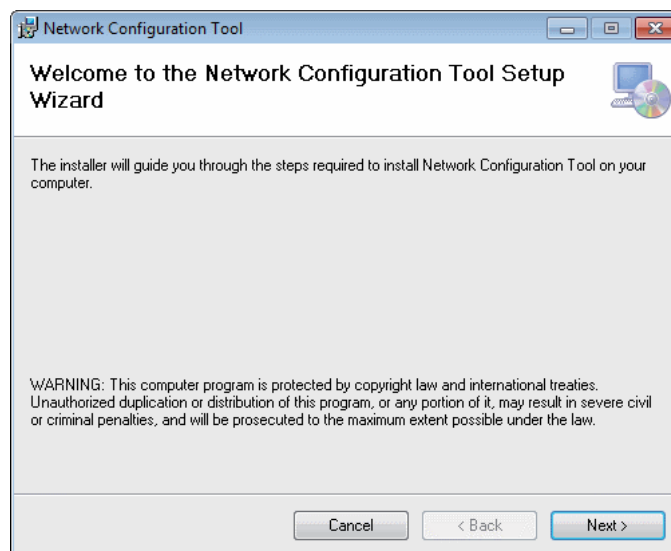 Network Configuration Tool
Welcome to the Network Configuration Tool Setup
Wizard
The installer will guide you through the steps required to install Network Configuration Tool on your
computer.
WARNING: This computer program is protected by copyright law and international treaties.
Unauthorized duplication or distribution of this program, or any portion of it, may result in severe civil
or criminal penalties, and will be prosecuted to the maximum extent possible under the law.
Cancel < Back Next >